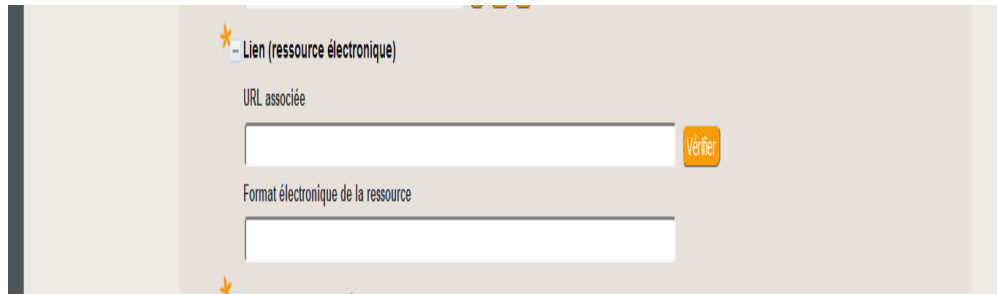 Lien (ressource électronique)
URL associée
Vérifier
Format électronique de la ressource